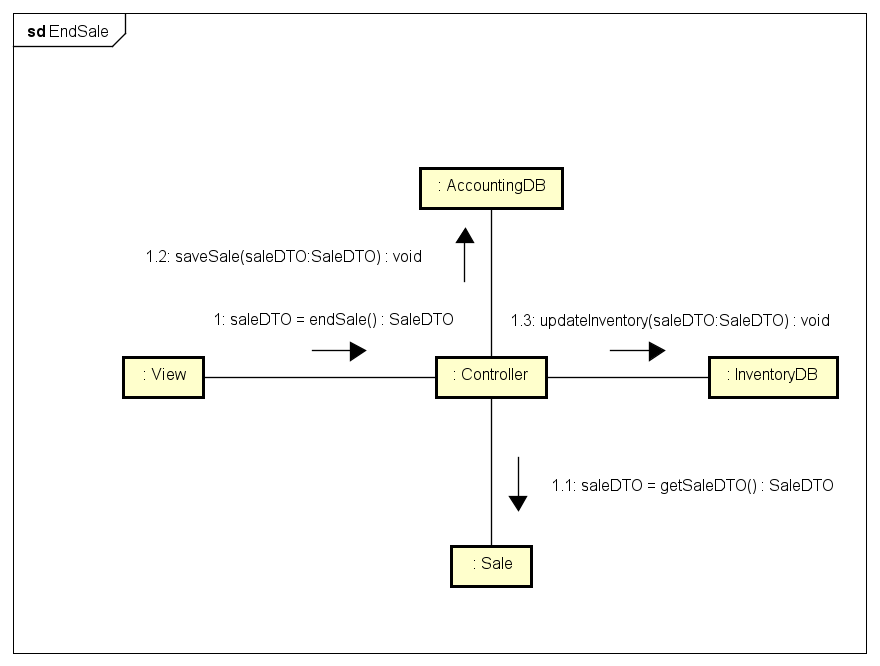 sd EndSale
: AccountingDB
1.2: saveSale(saleDTO:SaleDTO) : void
1: saleDTO = endSale() : SaleDTO
1.3: updateInventory(saleDTO:SaleDTO) : void
: View
: Controller
: InventoryDB
1.1: saleDTO = getSaleDTO() : SaleDTO
: Sale